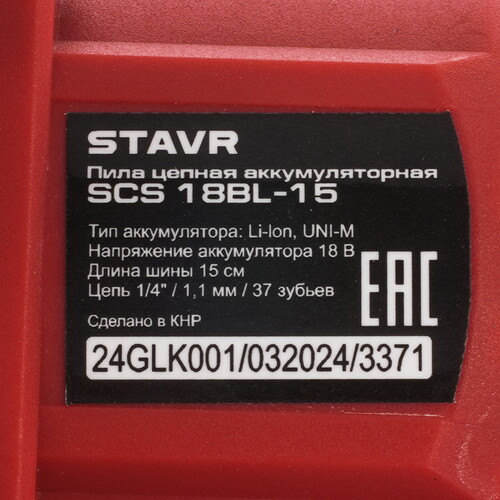 STAVR
Пила цепная аккумуляторная
SCS 18BL-15
Тип аккумулятора: Li-Ion, UNI-M
Напряжение аккумулятора 18 В
Длина шины 15 см
Цепь 1/4" / 1,1 мм / 37 зубьев
Сделано в КНР
EAC
24GLK001/032024/3371